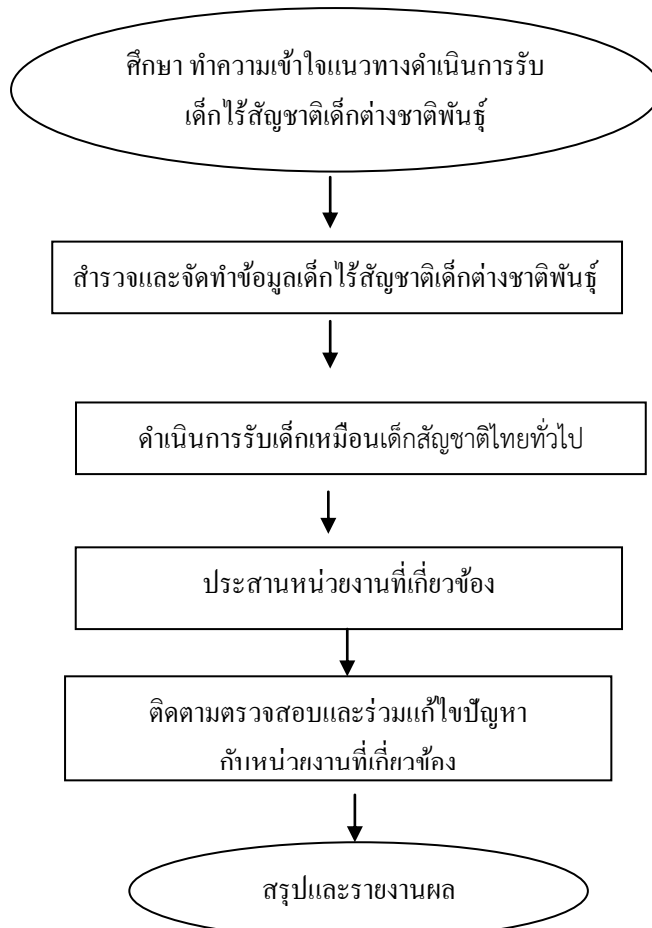 ศึกษา ทำความเข้าใจแนวทางดำเนินการรับ
เด็กไร้สัญชาติเด็กต่างชาติพันธุ์
สำรวจและจัดทำข้อมูลเด็กไร้สัญชาติเด็กต่างชาติพันธุ์
ดำเนินการรับเด็กเหมือนเด็กสัญชาติไทยทั่วไป
ประสานหน่วยงานที่เกี่ยวข้อง
ติดตามตรวจสอบและร่วมแก้ไขปัญหา
กับหน่วยงานที่เกี่ยวข้อง
สรุปและรายงานผล